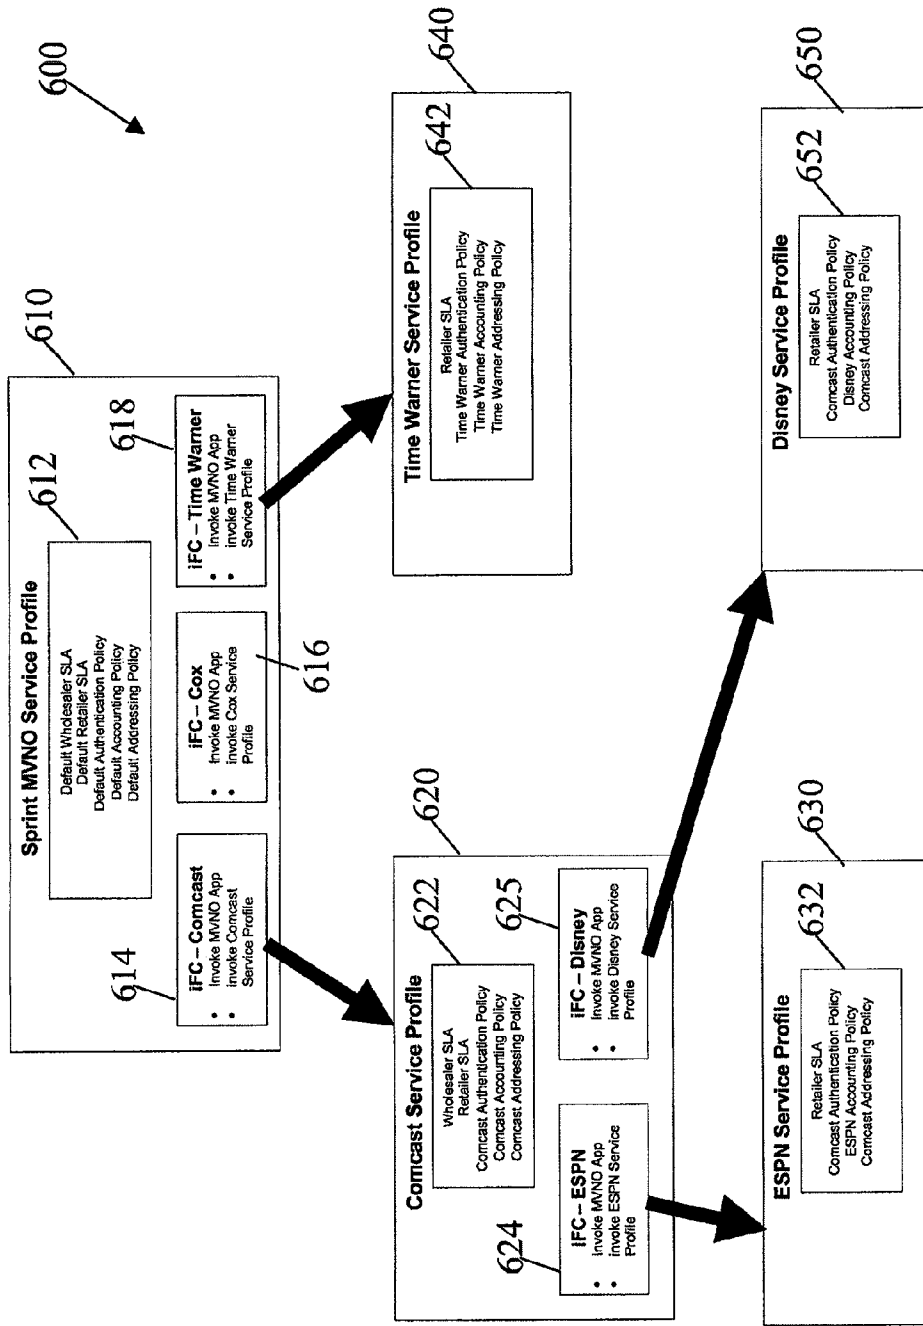 600
610
Sprint MVNO Service Profile
612
Default Wholesaler SLA
Default Retailer SLA
Default Authentication Policy
Default Accounting Policy
Default Addressing Policy
614
iFC – Comcast
• Invoke MVNO App
• invoke Comcast
Service Profile
iFC – Cox
• Invoke MVNO App
• invoke Cox Service
Profile
616
618
iFC – Time Warner
• Invoke MVNO App
• invoke Time Warner
Service Profile
620
Comcast Service Profile
622
Wholesaler SLA
Retailer SLA
Comcast Authentication Policy
Comcast Accounting Policy
Comcast Addressing Policy
624
iFC – ESPN
• Invoke MVNO App
• invoke ESPN Service
Profile
625
iFC – Disney
• Invoke MVNO App
• invoke Disney Service
Profile
640
Time Warner Service Profile
642
Retailer SLA
Time Warner Authentication Policy
Time Warner Accounting Policy
Time Warner Addressing Policy
630
ESPN Service Profile
632
Retailer SLA
Comcast Authentication Policy
ESPN Accounting Policy
Comcast Addressing Policy
650
Disney Service Profile
652
Retailer SLA
Comcast Authentication Policy
Disney Accounting Policy
Comcast Addressing Policy